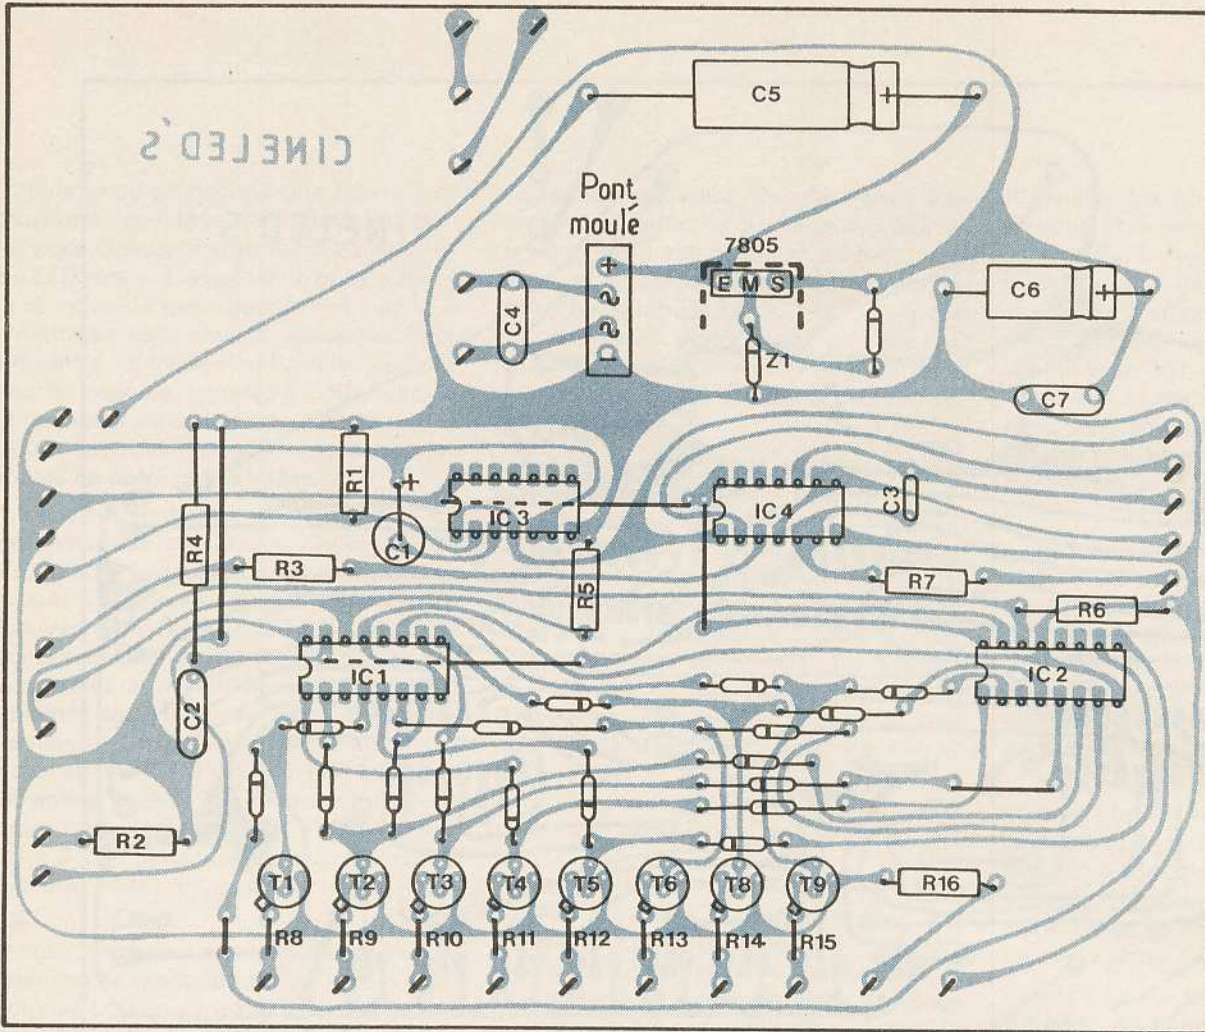 CINELED'S
C5
Pont
moulé
7805
+
E M S
C4
Z1
C6
+
C7
R1
+
IC3
IC4
C3
R4
C1
R3
R5
R7
R6
IC1
IC2
C2
R2
T1 T2 T3 T4 T5 T6 T8 T9
R16
R8 R9 R10 R11 R12 R13 R14 R15